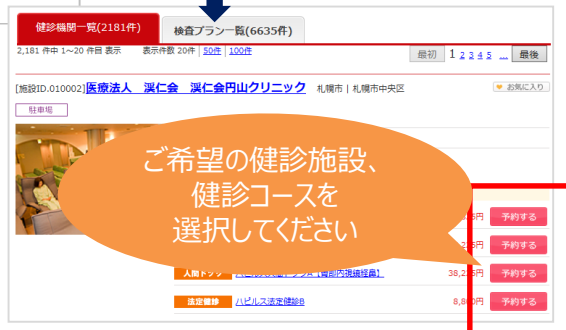 健診機関一覧(2181件)
検査プラン一覧(6635件)
2,181 件中 1～20 件目 表示 表示件数 20件 | 50件 | 100件
最初 1 2 3 4 5 ... 最後
[施設ID.010002]医療法人 渓仁会 渓仁会円山クリニック 札幌市 | 札幌市中央区
お気に入り
駐車場
ご希望の健診施設、
健診コースを
選択してください
円 予約する
円 予約する
人間ドック 38,2 円 予約する
法定健診 ハピルス法定健診B 8,8 円 予約する